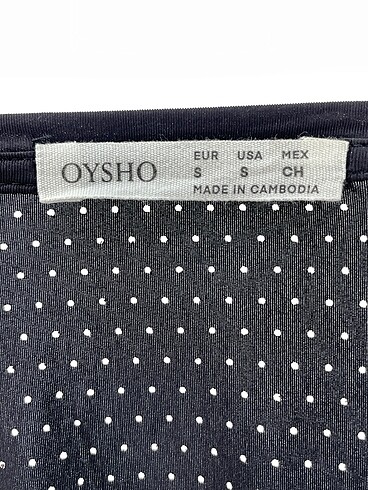 OYSHO
EUR USA MEX
S S CH
MADE IN CAMBODIA